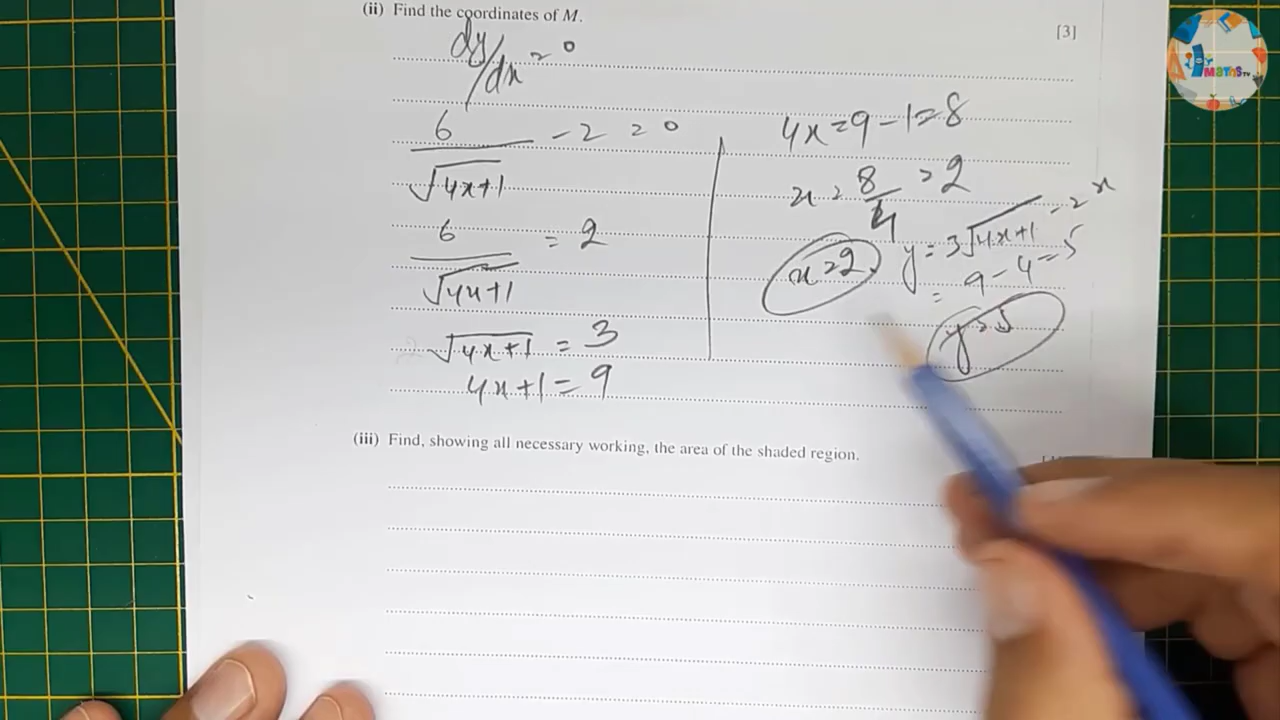 (ii) Find the coordinates of M.
[3]
dy/dx = 0
6/√4x+1 - 2 = 0
6/√4x+1 = 2
√4x+1 = 3
4x+1 = 9
4x = 9 - 1 = 8
x = 8/4 = 2
x = 2
y = 3√4x+1 - 2x
= 9 - 4 = 5
y = 5
(iii) Find, showing all necessary working, the area of the shaded region.
MATHS TV